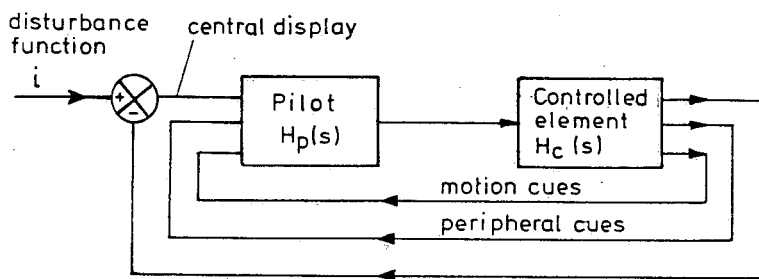 disturbance
function
i
central display
+
-
Pilot
Hp(s)
Controlled
element
Hc (s)
motion cues
peripheral cues